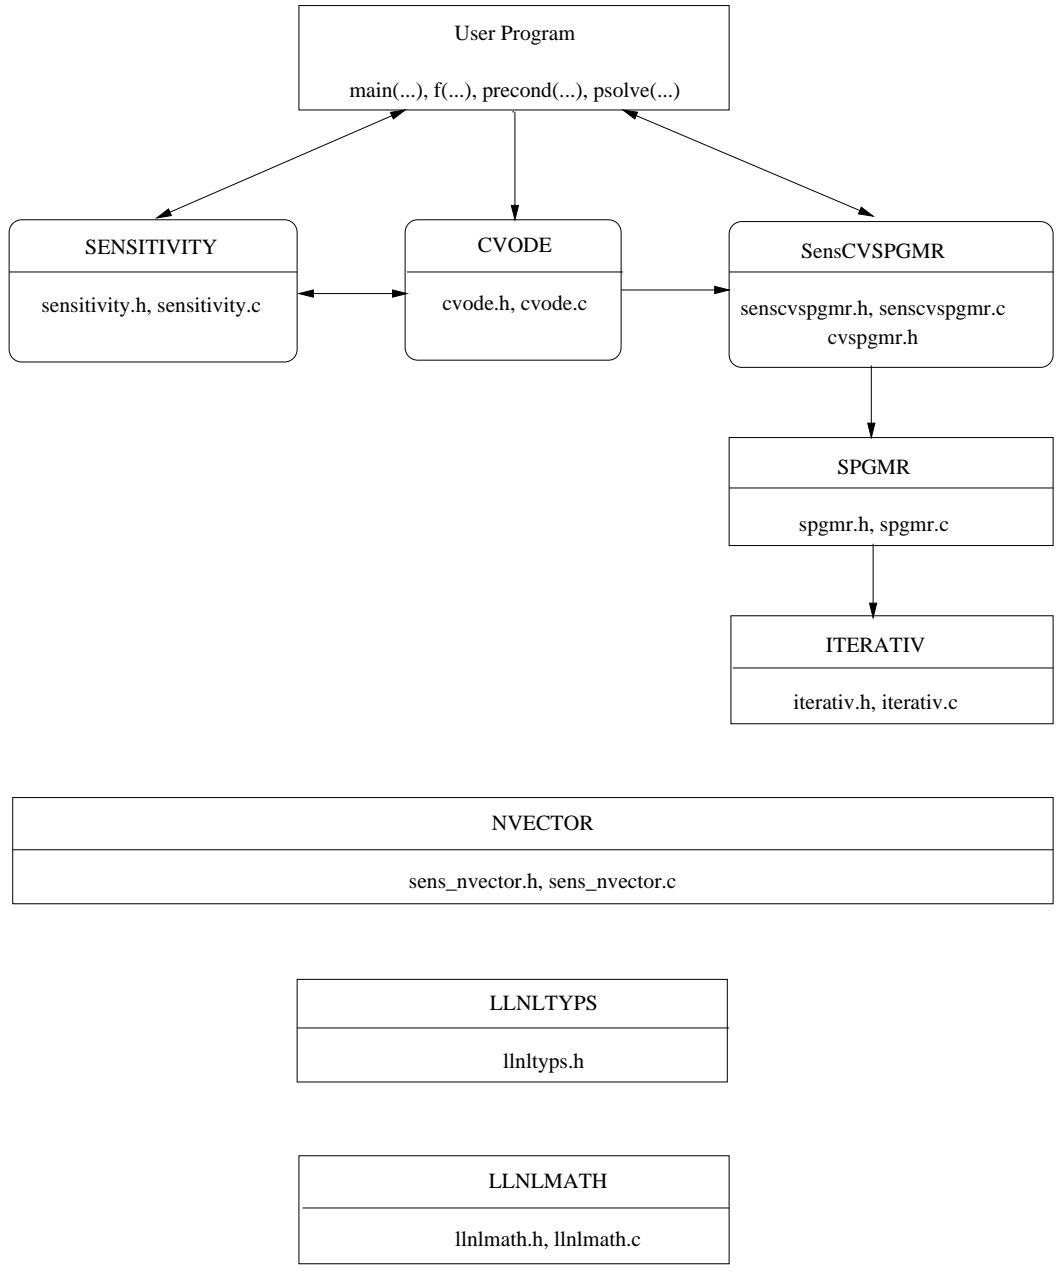 User Program
main(...), f(...), precond(...), psolve(...)
SENSITIVITY
sensitivity.h, sensitivity.c
CVODE
cvode.h, cvode.c
SensCVSPGMR
senscvspgmr.h, senscvspgmr.c
cvspgmr.h
SPGMR
spgmr.h, spgmr.c
ITERATIV
iterativ.h, iterativ.c
NVECTOR
sens_nvector.h, sens_nvector.c
LLNLTYPS
llnltyps.h
LLNLMATH
llnlmath.h, llnlmath.c